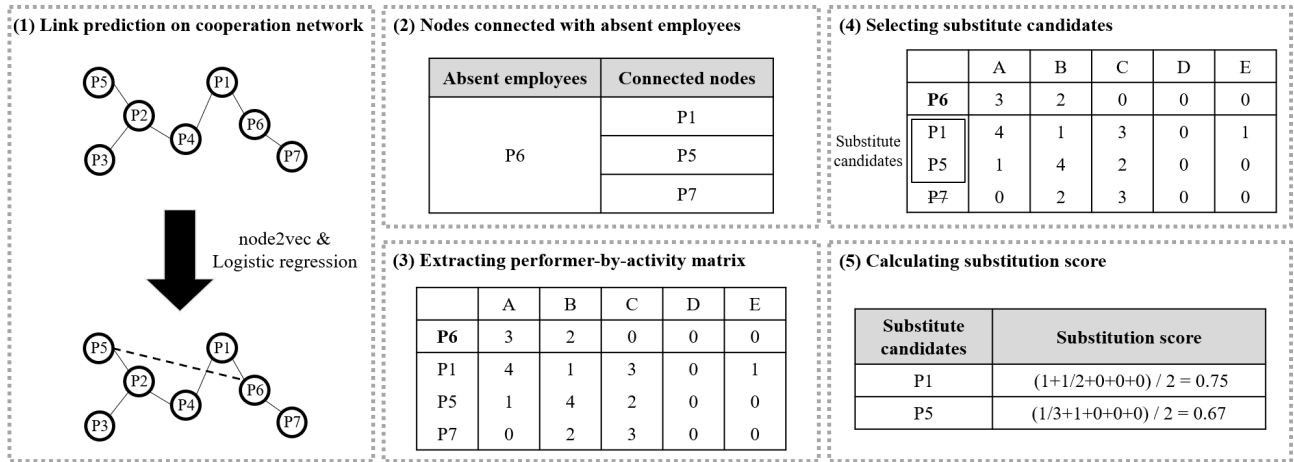 (1) Link prediction on cooperation network
P5
P1
P2
P6
P4
P3
P7
node2vec &
Logistic regression
P5
P1
P2
P6
P4
P3
P7
(2) Nodes connected with absent employees
Absent employees Connected nodes
P1
P6 P5
P7
(3) Extracting performer-by-activity matrix
A B C D E
P6 3 2 0 0 0
P1 4 1 3 0 1
P5 1 4 2 0 0
P7 0 2 3 0 0
(4) Selecting substitute candidates
A B C D E
P6 3 2 0 0 0
Substitute
candidates
P1 4 1 3 0 1
P5 1 4 2 0 0
P7 0 2 3 0 0
(5) Calculating substitution score
Substitute
candidates
Substitution score
P1 (1+1/2+0+0+0) / 2 = 0.75
P5 (1/3+1+0+0+0) / 2 = 0.67